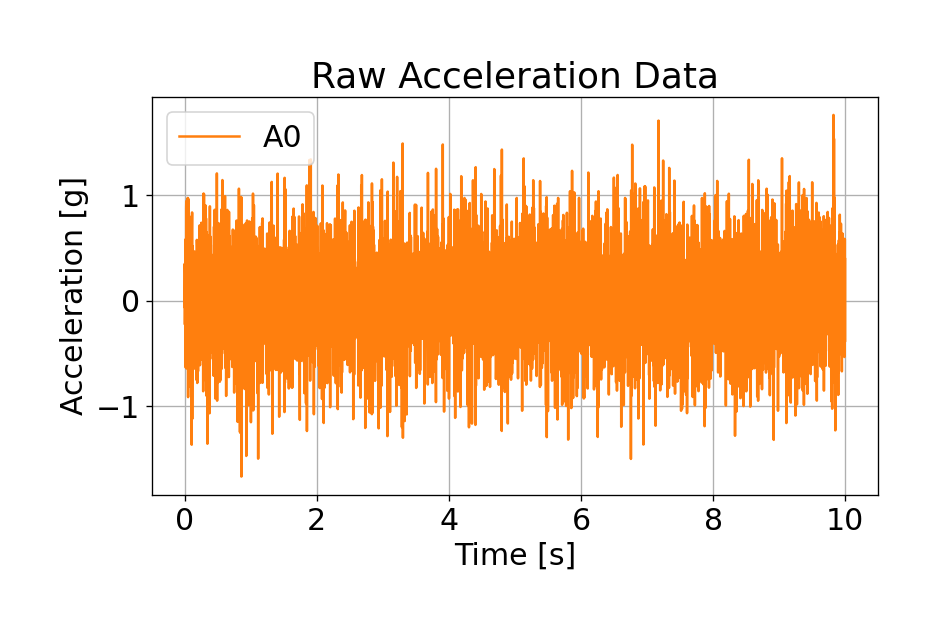 Raw Acceleration Data
A0
Acceleration [g]
1
0
−1
0 2 4 6 8 10
Time [s]